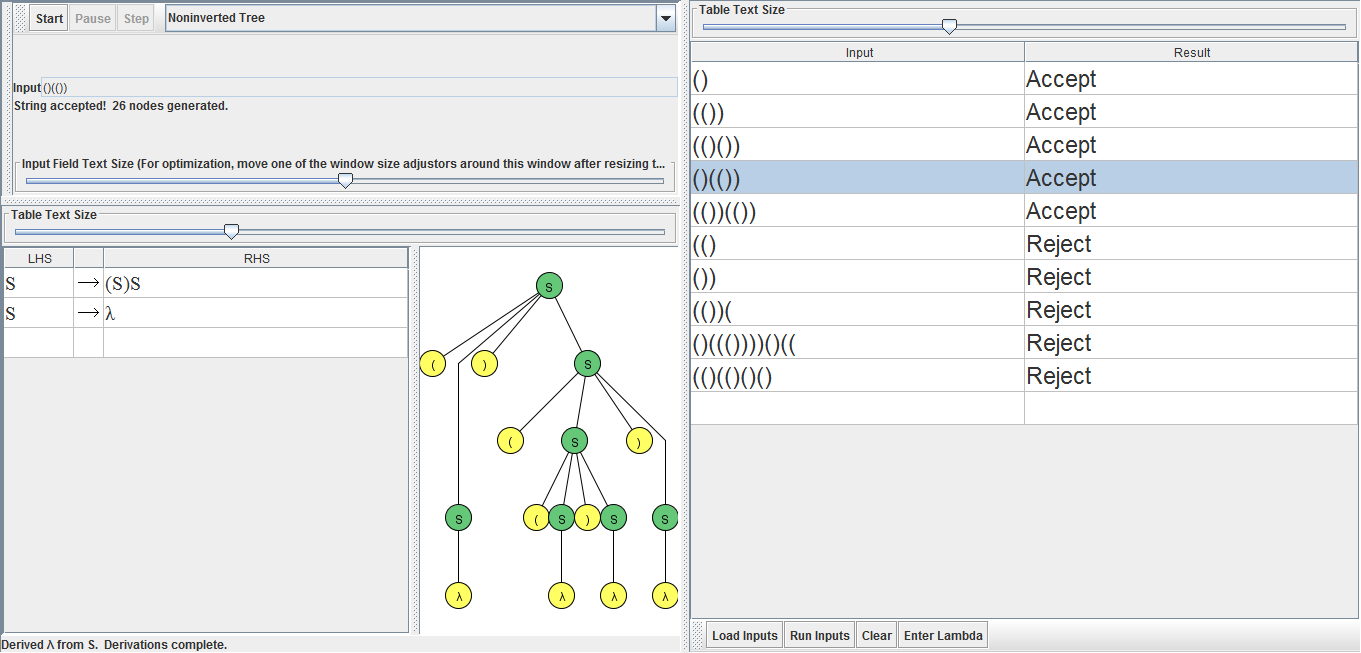 Start Pause Step Noninverted Tree
Input ()(())
String accepted! 26 nodes generated.
Input Field Text Size (For optimization, move one of the window size adjustors around this window after resizing t...
Table Text Size
LHS RHS
S → (S)S
S → λ
S
( ) S
( S )
S ( S ) S S
λ λ λ λ
Derived λ from S. Derivations complete.
Table Text Size
Input Result
() Accept
(()) Accept
(()()) Accept
()(()) Accept
(())(()) Accept
(() Reject
()) Reject
(())( Reject
()((())))()(( Reject
(()(()()() Reject
Load Inputs Run Inputs Clear Enter Lambda